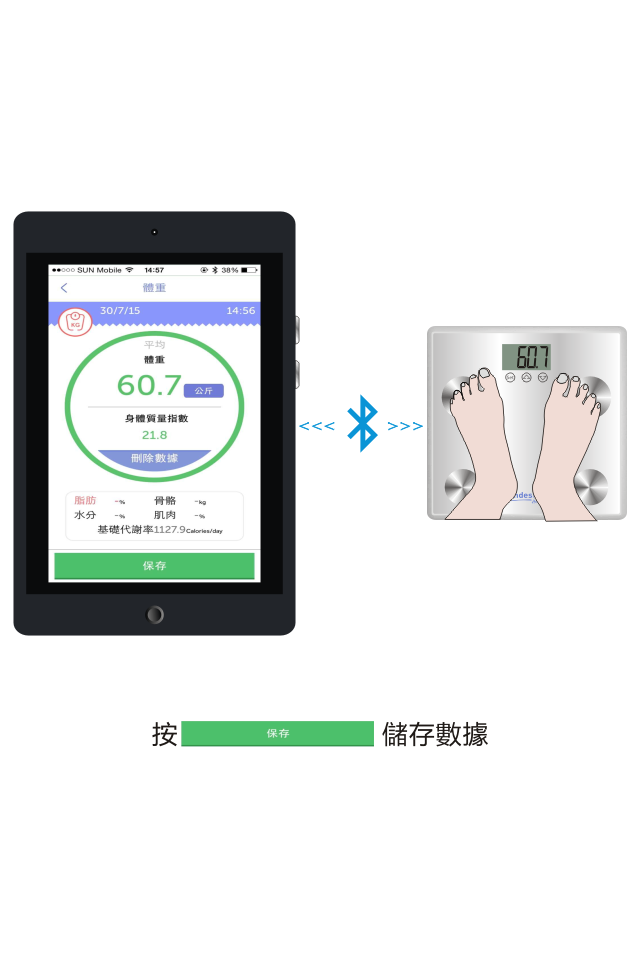 SUN Mobile 14:57 38%
體重
30/7/15 14:56
KG
平均
體重
60.7 公斤
身體質量指數
21.8
刪除數據
脂肪 --% 骨骼 --kg
水分 --% 肌肉 --%
基礎代謝率1127.9Calories/day
保存
60.7
<<< >>>
按 保存 儲存數據